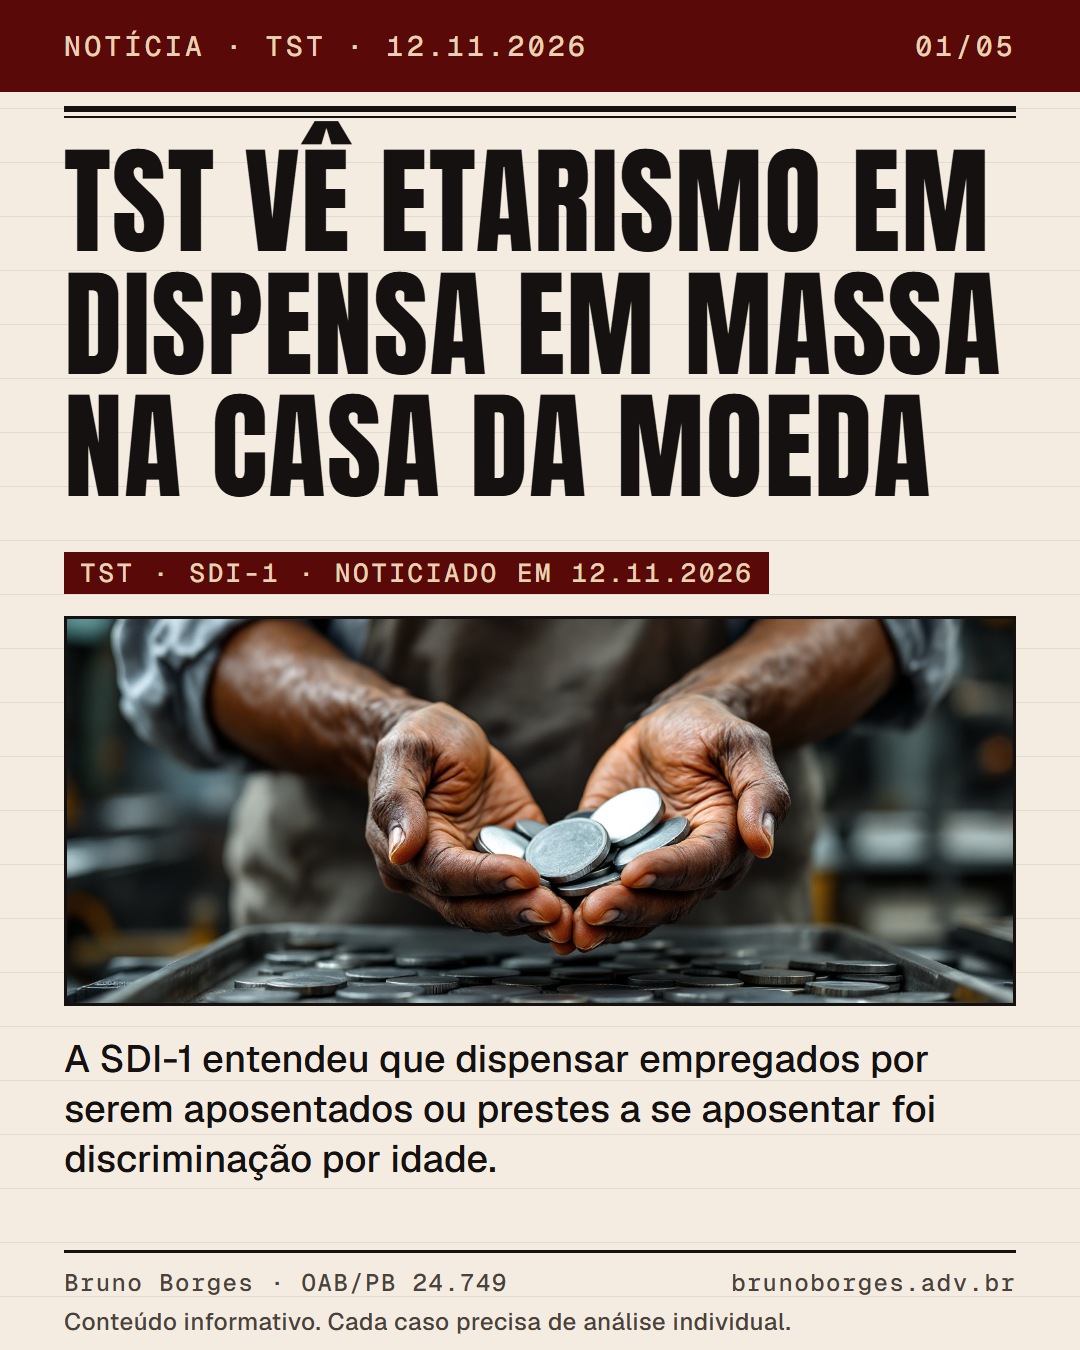 NOTÍCIA · TST · 12.11.2026
01/05
TST VÊ ETARISMO EM
DISPENSA EM MASSA
NA CASA DA MOEDA
TST · SDI-1 · NOTICIADO EM 12.11.2026
A SDI-1 entendeu que dispensar empregados por
serem aposentados ou prestes a se aposentar foi
discriminação por idade.
Bruno Borges · OAB/PB 24.749
brunoborges.adv.br
Conteúdo informativo. Cada caso precisa de análise individual.